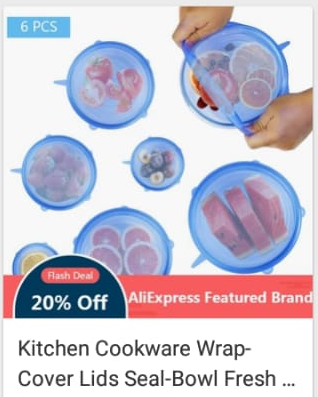 6 PCS
Flash Deal
20% Off
AliExpress Featured Brand
Kitchen Cookware Wrap-
Cover Lids Seal-Bowl Fresh ...